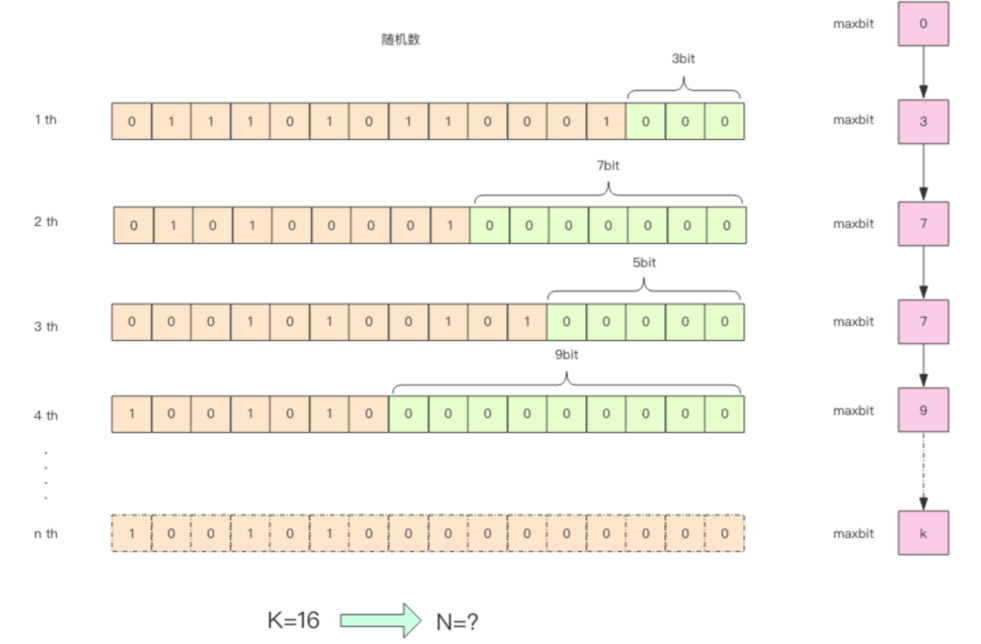 maxbit 0
随机数
3bit
1 th 0 1 1 1 0 1 0 1 1 0 0 0 1 0 0 0 maxbit 3
7bit
2 th 0 1 0 1 0 0 0 0 1 0 0 0 0 0 0 0 maxbit 7
5bit
3 th 0 0 0 1 0 1 0 0 1 0 1 0 0 0 0 0 maxbit 7
9bit
4 th 1 0 0 1 0 1 0 0 0 0 0 0 0 0 0 0 maxbit 9
n th 1 0 0 1 0 1 0 0 0 0 0 0 0 0 0 0 maxbit k
K=16 N=?